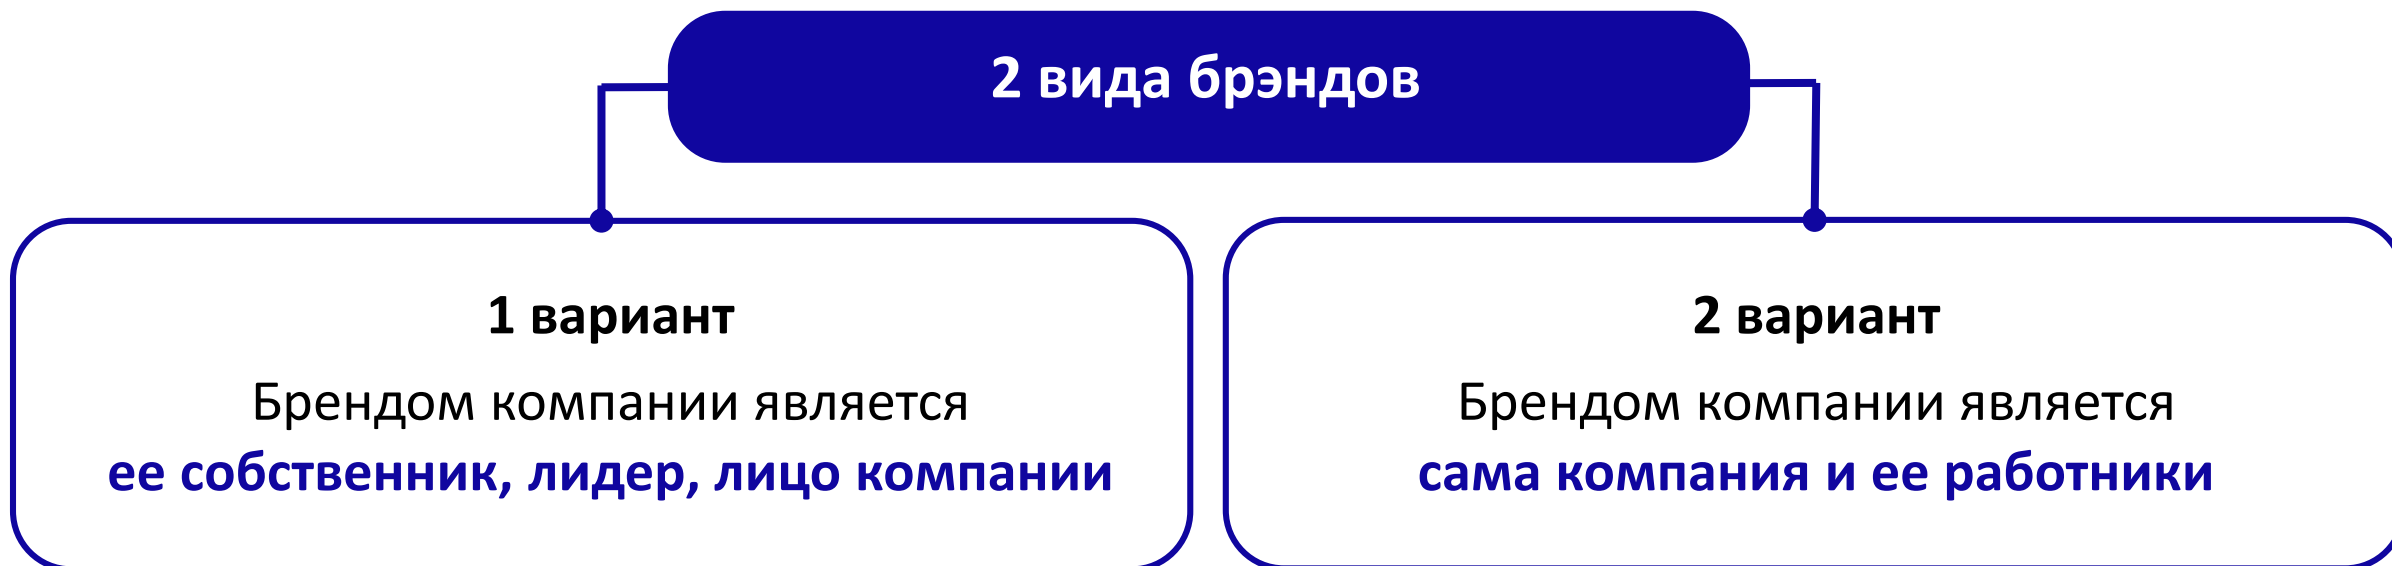 2 вида брэндов
1 вариант
Брендом компании является
ее собственник, лидер, лицо компании
2 вариант
Брендом компании является
сама компания и ее работники